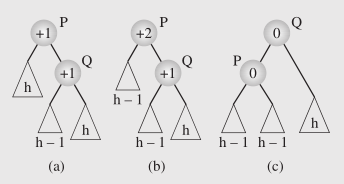 +1 P
+1 Q
h
h – 1
h
(a)
+2 P
+1 Q
h – 1
h – 1
h
(b)
0 Q
P 0
h – 1
h – 1
h
(c)